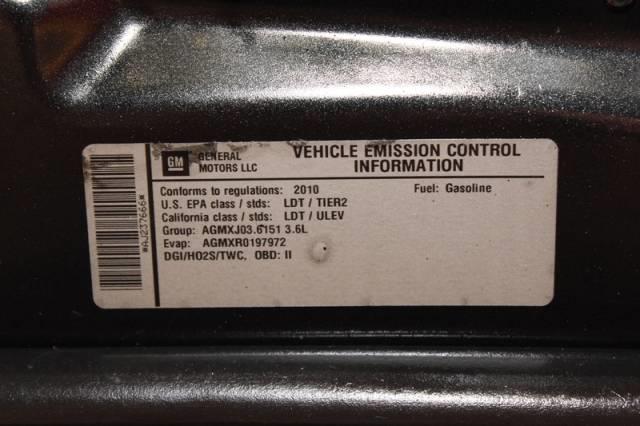 GM GENERAL MOTORS LLC
VEHICLE EMISSION CONTROL
INFORMATION
Conforms to regulations: 2010 Fuel: Gasoline
U.S. EPA class / stds: LDT / TIER2
California class / stds: LDT / ULEV
Group: AGMXJ03.6151 3.6L
Evap: AGMXR0197972
DGI/HO2S/TWC, OBD: II
*AJ237666*